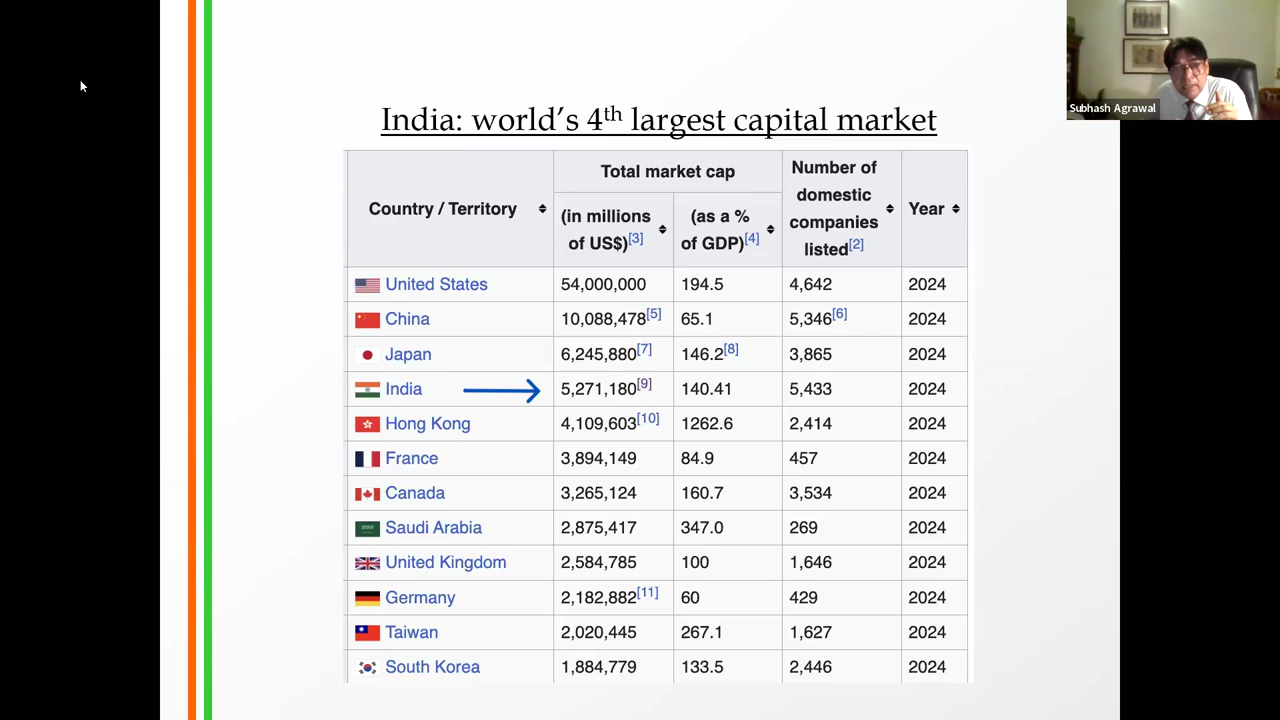 Subhash Agrawal
India: world's 4th largest capital market
Country / Territory
Total market cap
(in millions of US$)[3]
(as a % of GDP)[4]
Number of domestic companies listed[2]
Year
United States 54,000,000 194.5 4,642 2024
China 10,088,478[5] 65.1 5,346[6] 2024
Japan 6,245,880[7] 146.2[8] 3,865 2024
India 5,271,180[9] 140.41 5,433 2024
Hong Kong 4,109,603[10] 1262.6 2,414 2024
France 3,894,149 84.9 457 2024
Canada 3,265,124 160.7 3,534 2024
Saudi Arabia 2,875,417 347.0 269 2024
United Kingdom 2,584,785 100 1,646 2024
Germany 2,182,882[11] 60 429 2024
Taiwan 2,020,445 267.1 1,627 2024
South Korea 1,884,779 133.5 2,446 2024